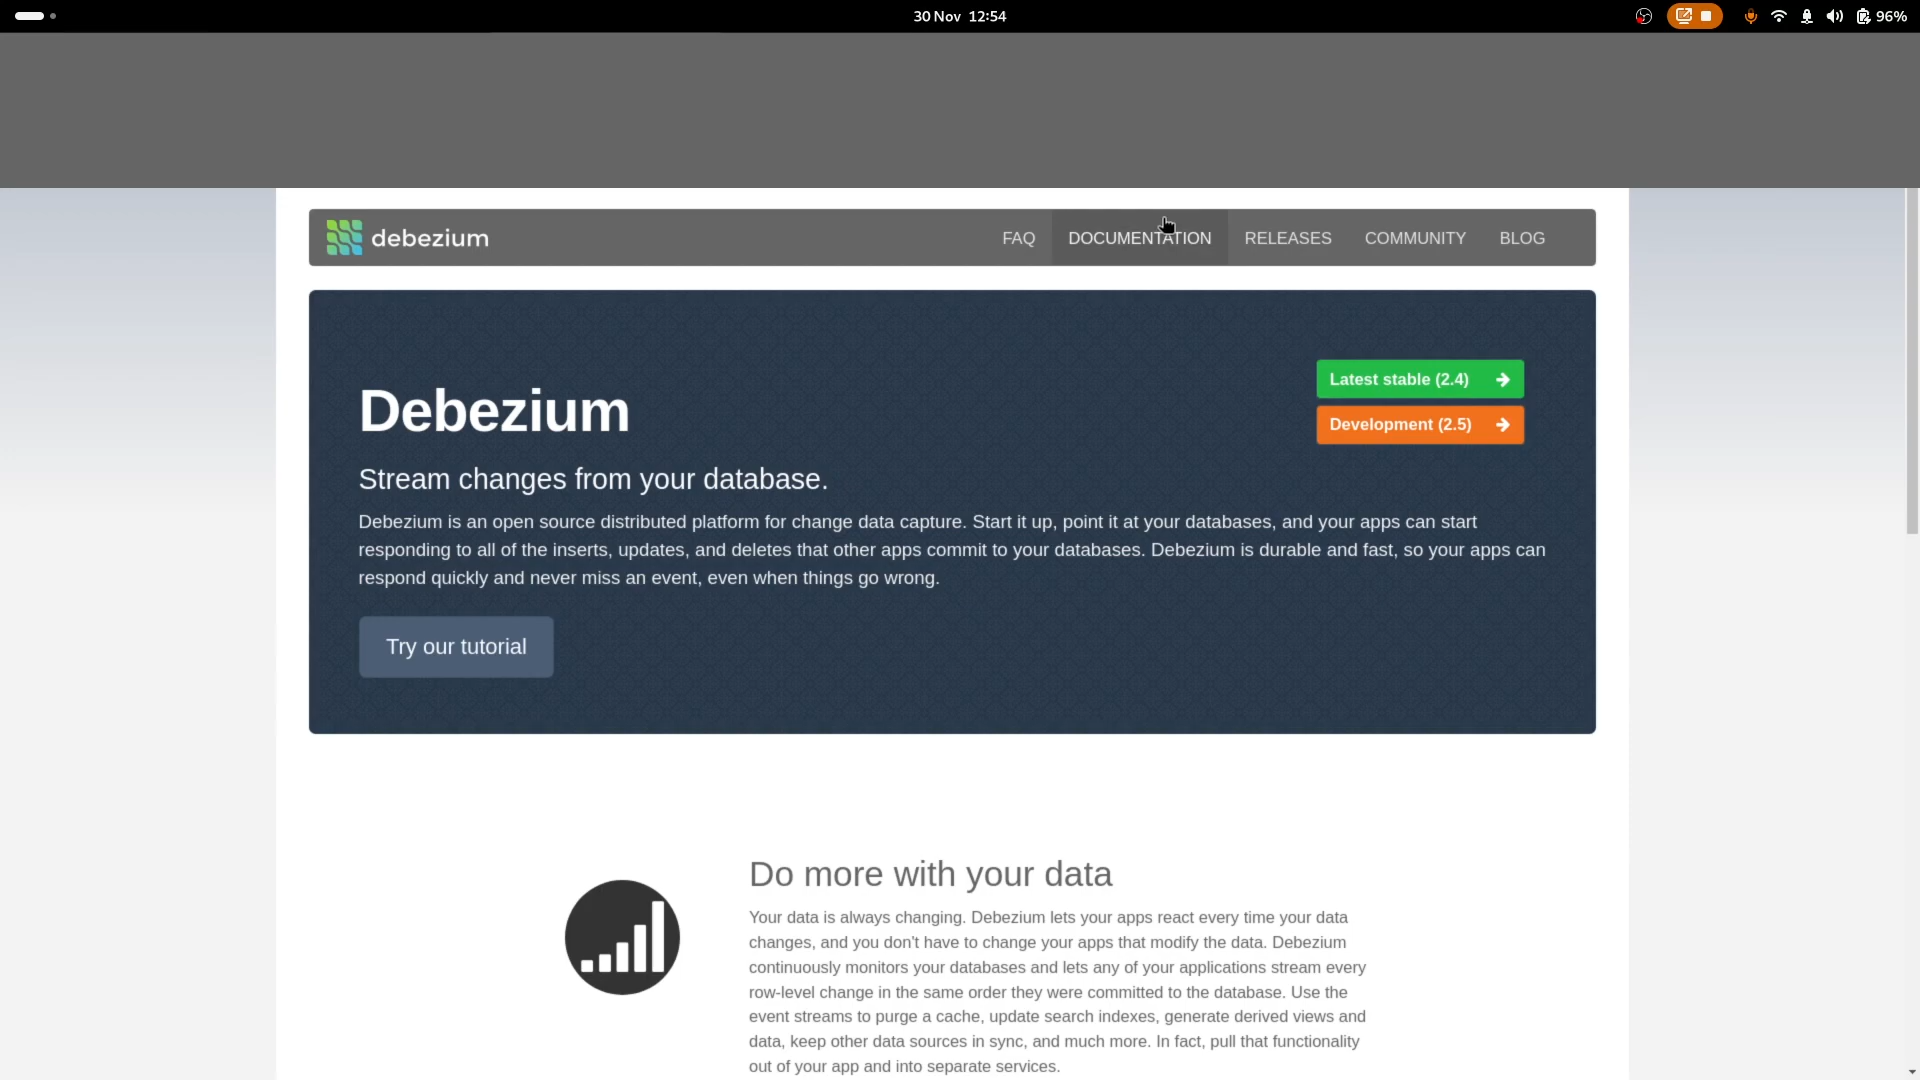 30 Nov 12:54
96%
debezium
FAQ DOCUMENTATION RELEASES COMMUNITY BLOG
Latest stable (2.4)
Development (2.5)
Debezium
Stream changes from your database.
Debezium is an open source distributed platform for change data capture. Start it up, point it at your databases, and your apps can start
responding to all of the inserts, updates, and deletes that other apps commit to your databases. Debezium is durable and fast, so your apps can
respond quickly and never miss an event, even when things go wrong.
Try our tutorial
Do more with your data
Your data is always changing. Debezium lets your apps react every time your data
changes, and you don't have to change your apps that modify the data. Debezium
continuously monitors your databases and lets any of your applications stream every
row-level change in the same order they were committed to the database. Use the
event streams to purge a cache, update search indexes, generate derived views and
data, keep other data sources in sync, and much more. In fact, pull that functionality
out of your app and into separate services.